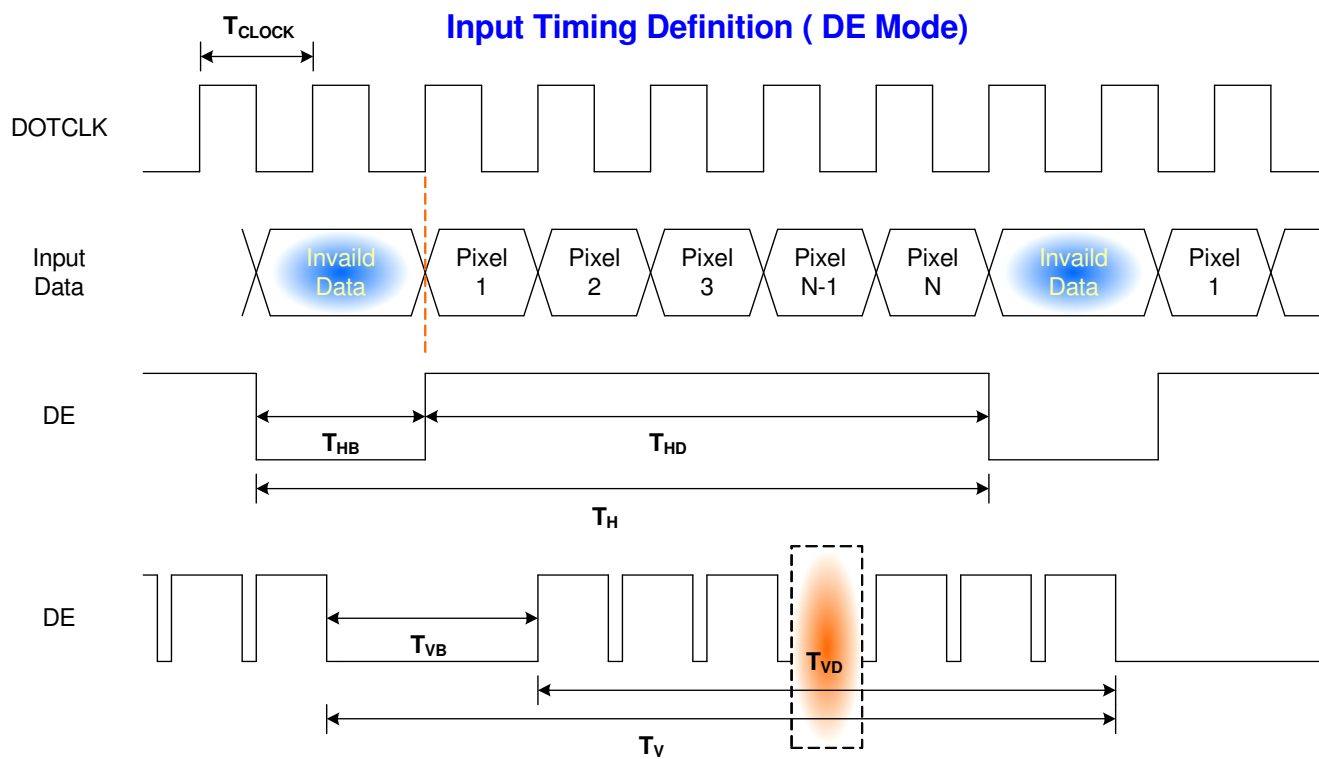 Input Timing Definition ( DE Mode)
TCLOCK
DOTCLK
Input
Data
Invaild
Data
Pixel
1
Pixel
2
Pixel
3
Pixel
N-1
Pixel
N
Invaild
Data
Pixel
1
DE
THB
THD
TH
DE
TVB
TVD
TV